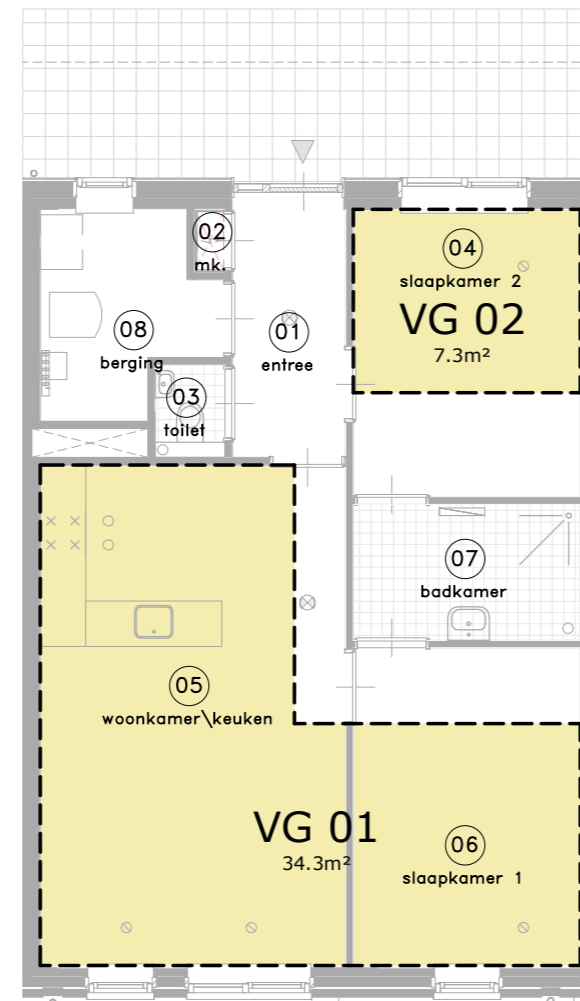 02
mk.
04
slaapkamer 2
VG 02
7.3m²
08
berging
01
entree
03
toilet
07
badkamer
05
woonkamer\keuken
VG 01
34.3m²
06
slaapkamer 1